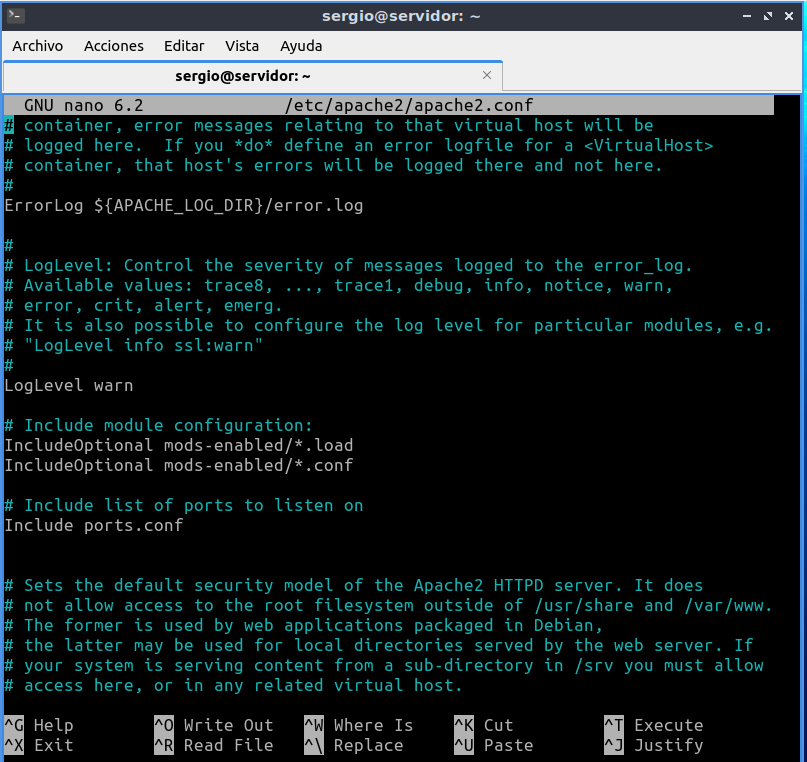 sergio@servidor: ~
Archivo Acciones Editar Vista Ayuda
sergio@servidor: ~
GNU nano 6.2 /etc/apache2/apache2.conf
# container, error messages relating to that virtual host will be
# logged here.  If you *do* define an error logfile for a <VirtualHost>
# container, that host's errors will be logged there and not here.
#
ErrorLog ${APACHE_LOG_DIR}/error.log
#
# LogLevel: Control the severity of messages logged to the error_log.
# Available values: trace8, ..., trace1, debug, info, notice, warn,
# error, crit, alert, emerg.
# It is also possible to configure the log level for particular modules, e.g.
# "LogLevel info ssl:warn"
#
LogLevel warn
# Include module configuration:
IncludeOptional mods-enabled/*.load
IncludeOptional mods-enabled/*.conf
# Include list of ports to listen on
Include ports.conf
# Sets the default security model of the Apache2 HTTPD server. It does
# not allow access to the root filesystem outside of /usr/share and /var/www.
# The former is used by web applications packaged in Debian,
# the latter may be used for local directories served by the web server. If
# your system is serving content from a sub-directory in /srv you must allow
# access here, or in any related virtual host.
^G Help ^O Write Out ^W Where Is ^K Cut ^T Execute
^X Exit ^R Read File ^\ Replace ^U Paste ^J Justify